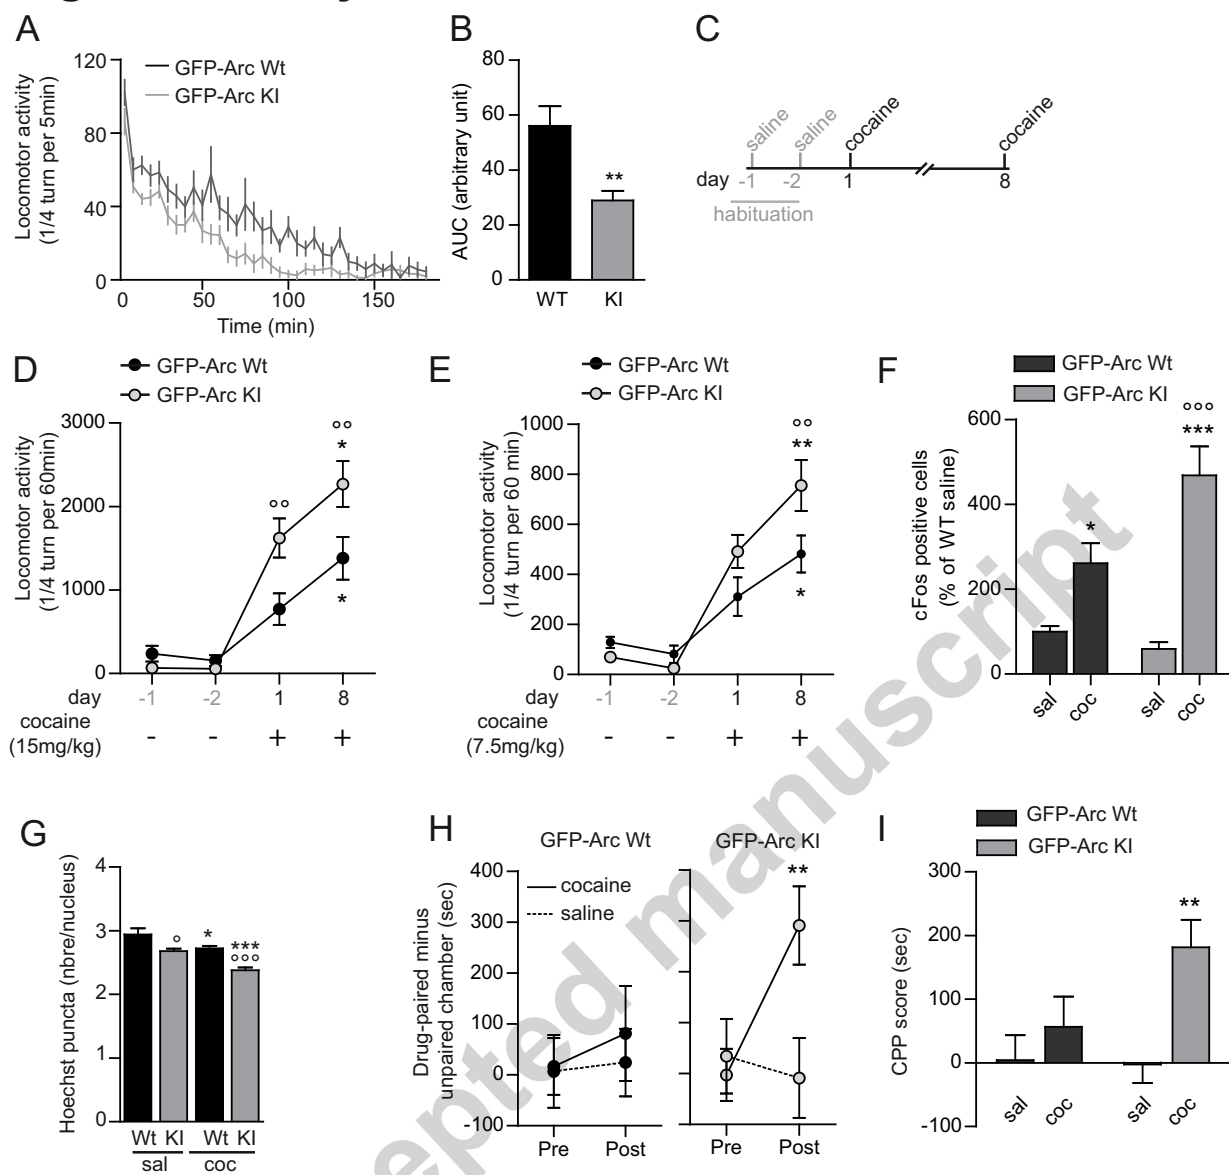 A
120
80
40
0
Locomotor activity
(1/4 turn per 5min)
GFP-Arc Wt
GFP-Arc KI
0 50 100 150
Time (min)
B
80
60
40
20
0
AUC (arbitrary unit)
**
WT KI
C
saline saline cocaine cocaine
day -1 -2 1 8
habituation
D
GFP-Arc Wt
GFP-Arc KI
3000
2000
1000
0
Locomotor activity
(1/4 turn per 60min)
°°
°°
*
*
day -1 -2 1 8
cocaine
(15mg/kg) - - + +
E
GFP-Arc Wt
GFP-Arc KI
1000
800
600
400
200
0
Locomotor activity
(1/4 turn per 60 min)
°°
**
*
day -1 -2 1 8
cocaine
(7.5mg/kg) - - + +
F
GFP-Arc Wt
GFP-Arc KI
600
400
200
0
cFos positive cells
(% of WT saline)
*
°°°
***
sal coc sal coc
G
4
3
2
1
0
Hoechst puncta (nbre/nucleus)
°
*
***
°°°
Wt KI Wt KI
sal coc
H
GFP-Arc Wt GFP-Arc KI
400
300
200
100
0
-100
Drug-paired minus
unpaired chamber (sec)
cocaine
saline
**
Pre Post Pre Post
I
GFP-Arc Wt
GFP-Arc KI
300
200
100
0
-100
CPP score (sec)
**
sal coc sal coc
epted manuscript